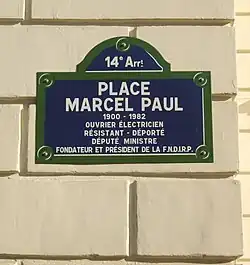 14e Arrt
PLACE
MARCEL PAUL
1900 - 1982
OUVRIER ÉLECTRICIEN
RÉSISTANT - DÉPORTÉ
DÉPUTÉ MINISTRE
FONDATEUR ET PRÉSIDENT DE LA F.N.D.I.R.P.